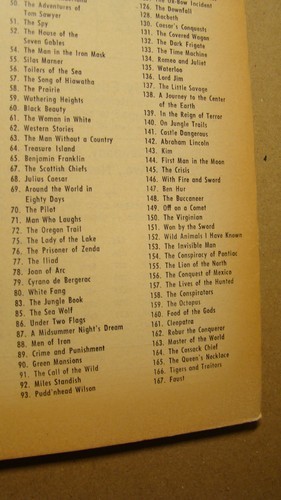 50. The Adventures of
Tom Sawyer
51. The Spy
52. The House of the
Seven Gables
54. The Man in the Iron Mask
55. Silas Marner
56. Toilers of the Sea
57. The Song of Hiawatha
58. The Prairie
59. Wuthering Heights
60. Black Beauty
61. The Woman in White
62. Western Stories
63. The Man Without a Country
64. Treasure Island
65. Benjamin Franklin
67. The Scottish Chiefs
68. Julius Caesar
69. Around the World in
Eighty Days
70. The Pilot
71. Man Who Laughs
72. The Oregon Trail
75. The Lady of the Lake
76. The Prisoner of Zenda
77. The Iliad
78. Joan of Arc
79. Cyrano de Bergerac
80. White Fang
83. The Jungle Book
85. The Sea Wolf
86. Under Two Flags
87. A Midsummer Night's Dream
88. Men of Iron
89. Crime and Punishment
90. Green Mansions
91. The Call of the Wild
92. Miles Standish
93. Pudd'nhead Wilson
The Ox-Bow Incident
126. The Downfall
128. Macbeth
130. Caesar's Conquests
131. The Covered Wagon
132. The Dark Frigate
133. The Time Machine
134. Romeo and Juliet
135. Waterloo
136. Lord Jim
137. The Little Savage
138. A Journey to the Center
of the Earth
139. In the Reign of Terror
140. On Jungle Trails
141. Castle Dangerous
142. Abraham Lincoln
143. Kim
144. First Man in the Moon
145. The Crisis
146. With Fire and Sword
147. Ben Hur
148. The Buccaneer
149. Off on a Comet
150. The Virginian
151. Won by the Sword
152. Wild Animals I Have Known
153. The Invisible Man
154. The Conspiracy of Pontiac
155. The Lion of the North
156. The Conquest of Mexico
157. The Lives of the Hunted
158. The Conspirators
159. The Octopus
160. Food of the Gods
161. Cleopatra
162. Robur the Conqueror
163. Master of the World
164. The Cossack Chief
165. The Queen's Necklace
166. Tigers and Traitors
167. Faust